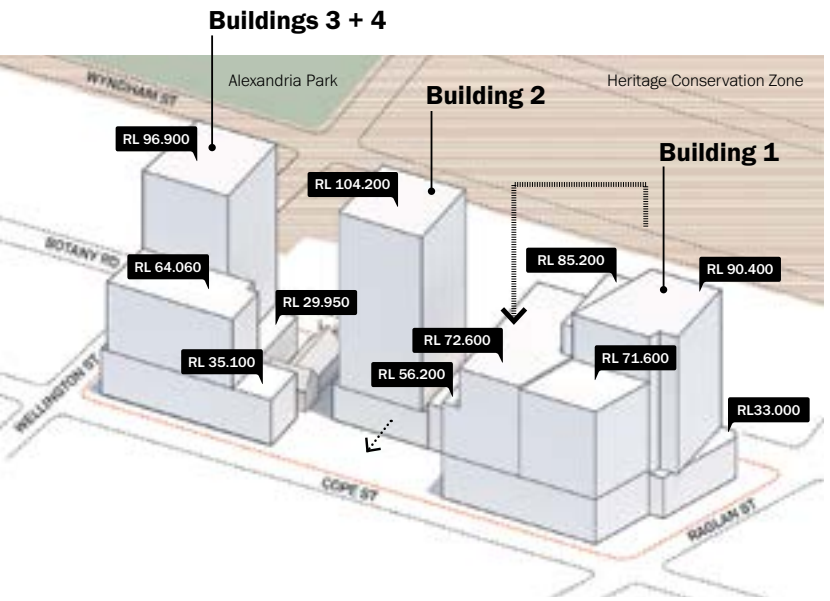 Buildings 3 + 4
WYNDHAM ST
Alexandria Park
Heritage Conservation Zone
Building 2
RL 96.900
Building 1
RL 104.200
BOTANY RD
RL 64.060
RL 85.200
RL 90.400
RL 29.950
RL 72.600
RL 35.100
RL 56.200
RL 71.600
WELLINGTON ST
RL33.000
COPE ST
RAGLAN ST